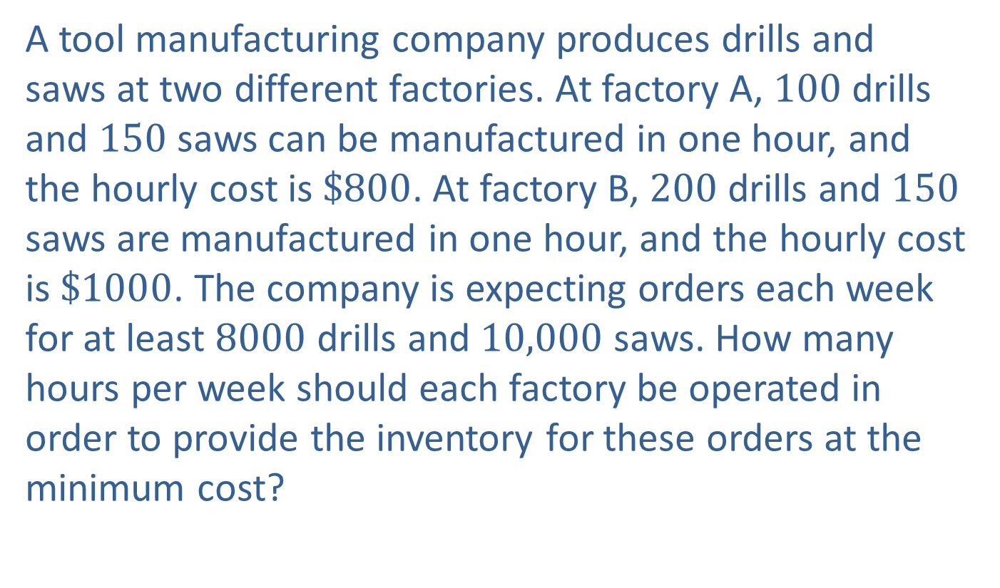 A tool manufacturing company produces drills and
saws at two different factories. At factory A, 100 drills
and 150 saws can be manufactured in one hour, and
the hourly cost is $800. At factory B, 200 drills and 150
saws are manufactured in one hour, and the hourly cost
is $1000. The company is expecting orders each week
for at least 8000 drills and 10,000 saws. How many
hours per week should each factory be operated in
order to provide the inventory for these orders at the
minimum cost?